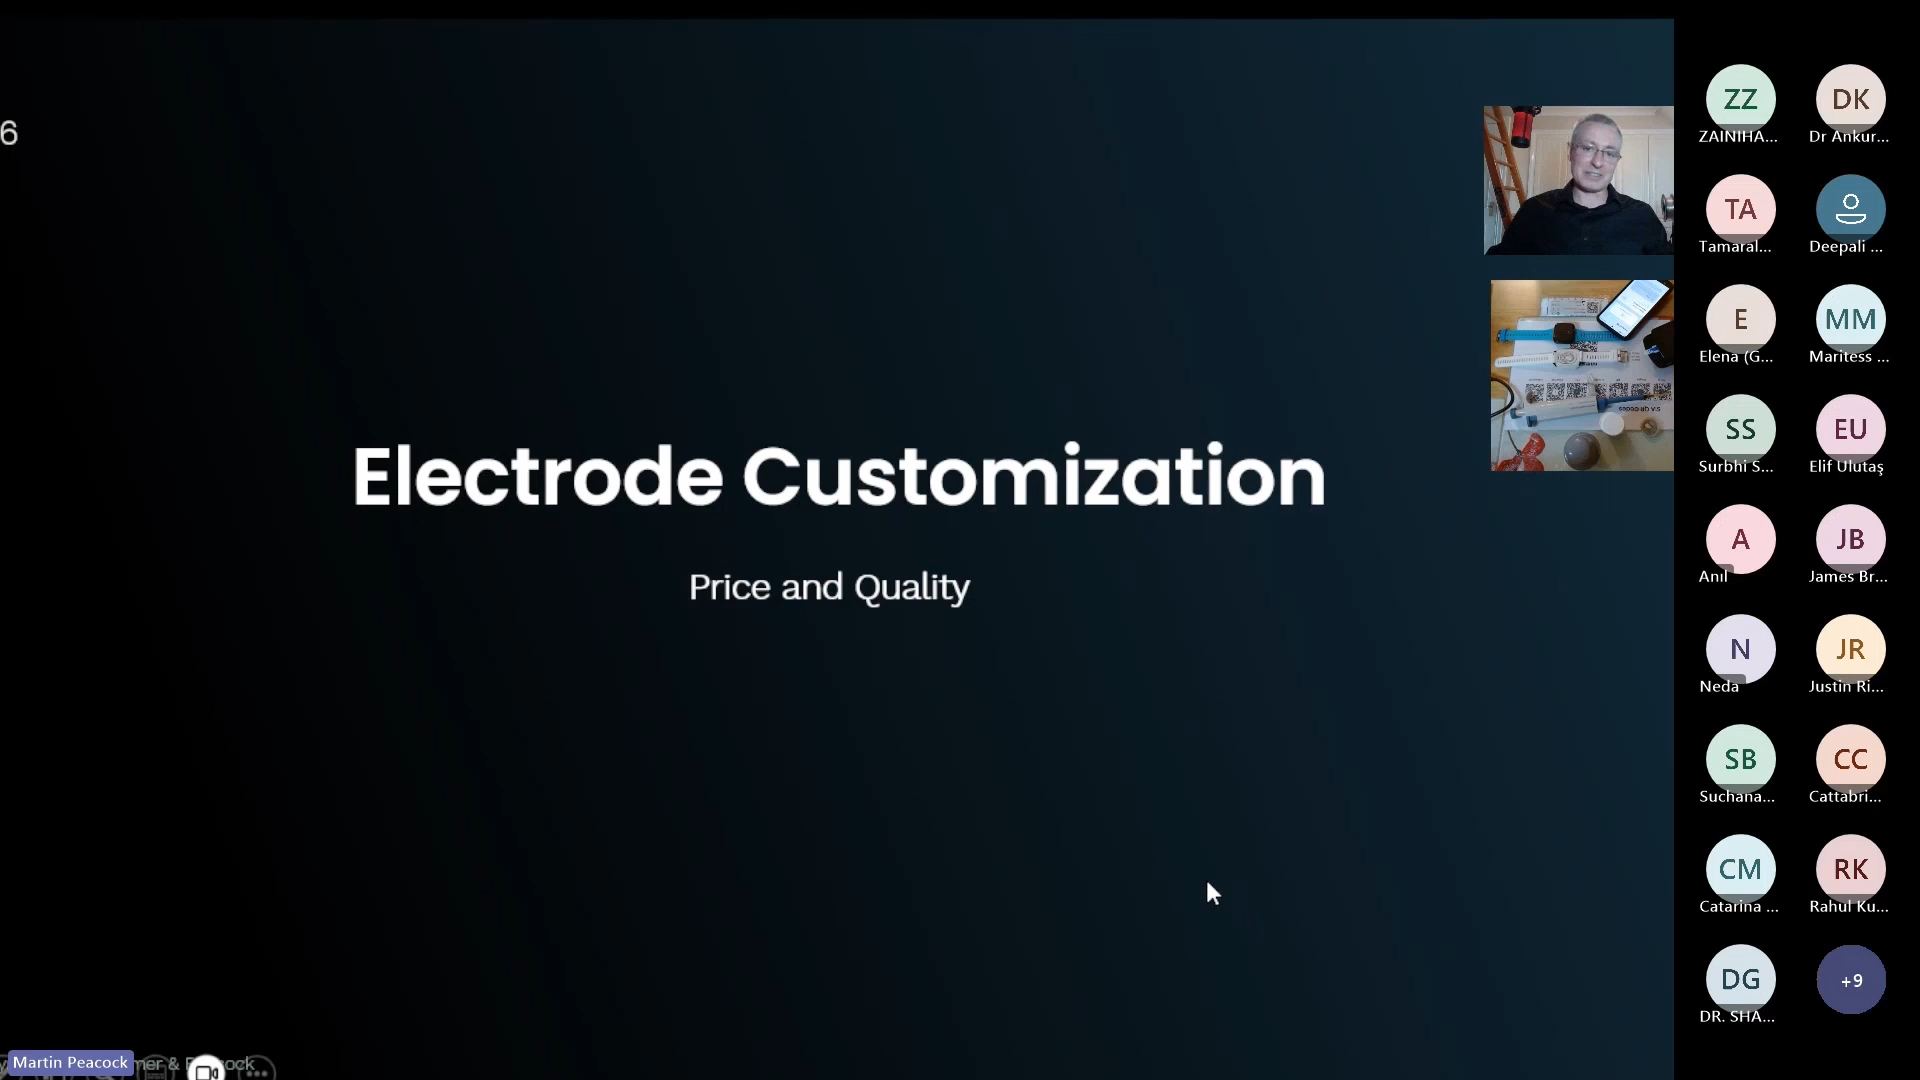 6
Electrode Customization
Price and Quality
Martin Peacock
mer & Peacock
ZZ
ZAINIHA...
DK
Dr Ankur...
TA
Tamaral...
Deepali ...
E
Elena (G...
MM
Maritess ...
SS
Surbhi S...
EU
Elif Ulutaş
A
Anıl
JB
James Br...
N
Neda
JR
Justin Ri...
SB
Suchana...
CC
Cattabri...
CM
Catarina ...
RK
Rahul Ku...
DG
DR. SHA...
+9